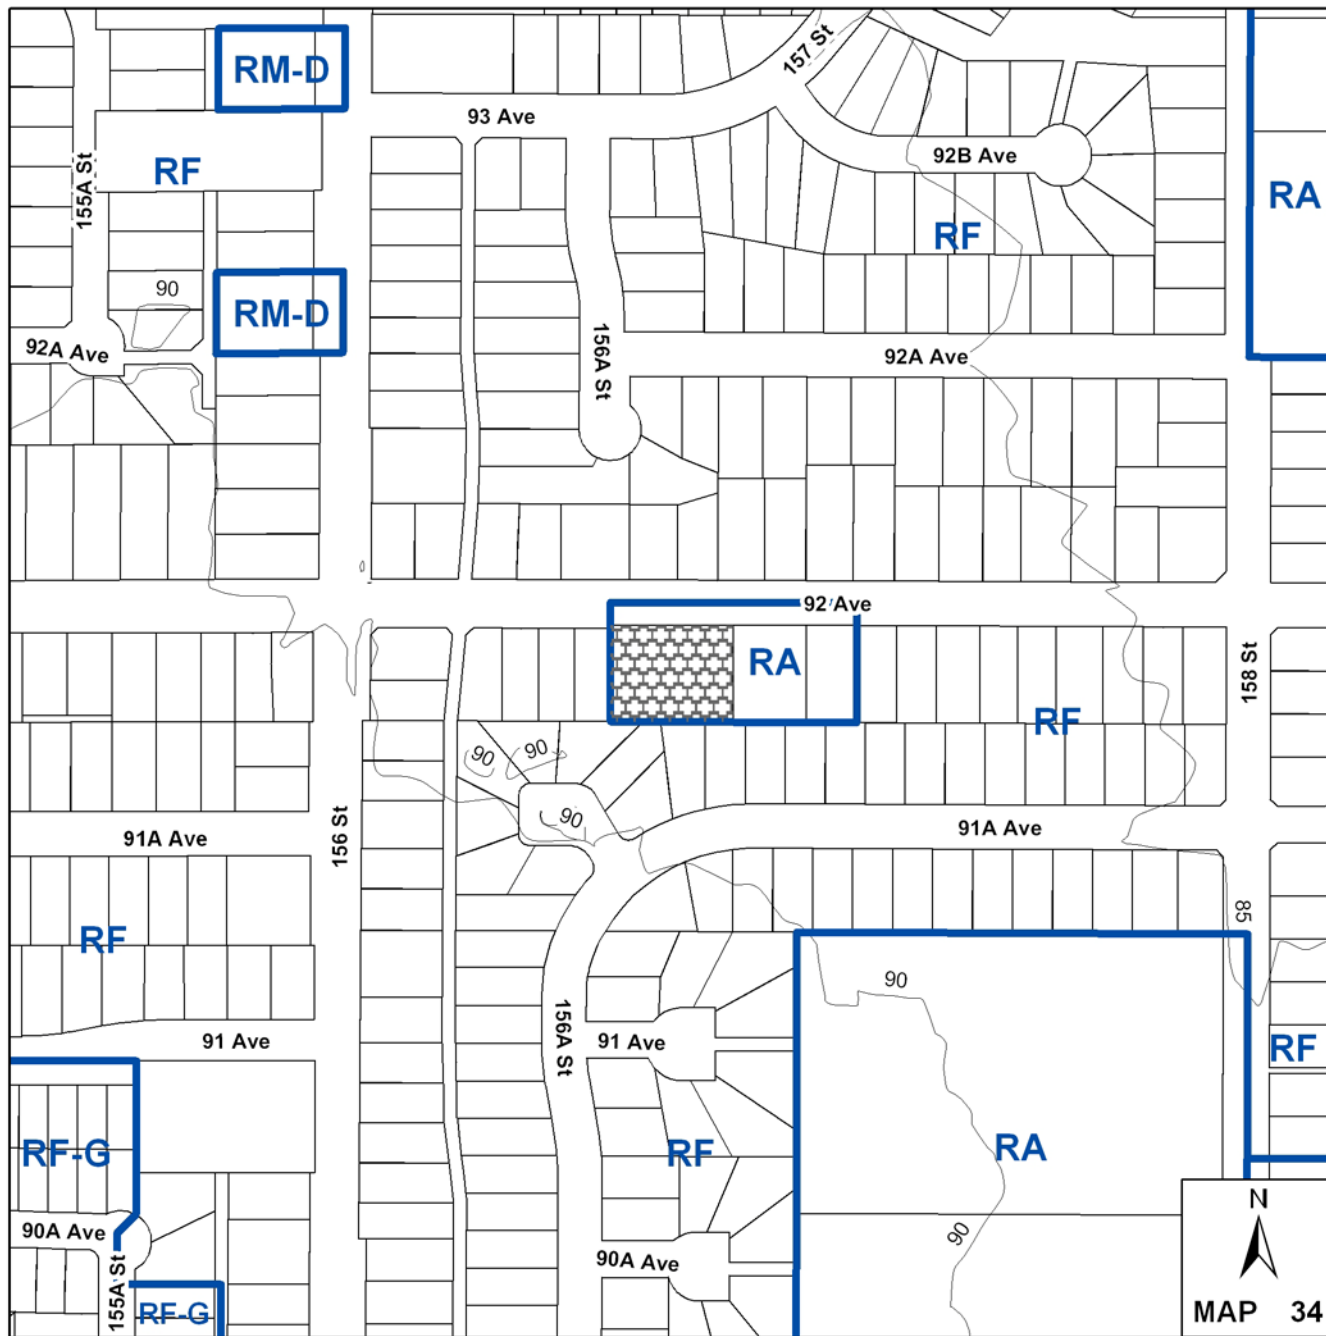 RM-D
157 St
93 Ave
92B Ave
155A St
RF
RA
RF
90
RM-D
92A Ave
156A St
92A Ave
92 Ave
RA
158 St
RF
90
90
90
156 St
91A Ave
91A Ave
85
RF
90
156A St
91 Ave
91 Ave
RF
RF-G
RF
RA
N
90A Ave
90
90A Ave
155A St
RF-G
MAP 34